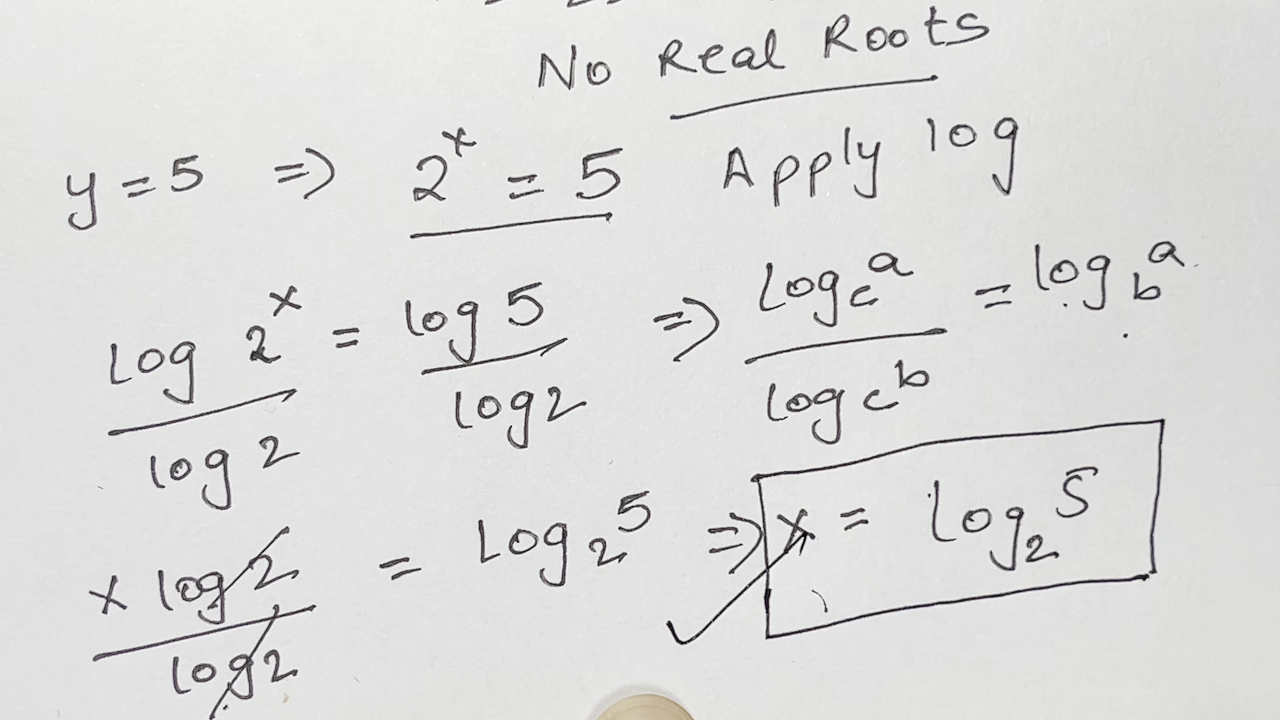 No Real Roots
y = 5 => 2^x = 5 Apply log
log 2^x / log 2 = log 5 / log 2 => log_c^a / log_c^b = log_b^a
x log 2 / log 2 = log_2^5 => x = log_2^5